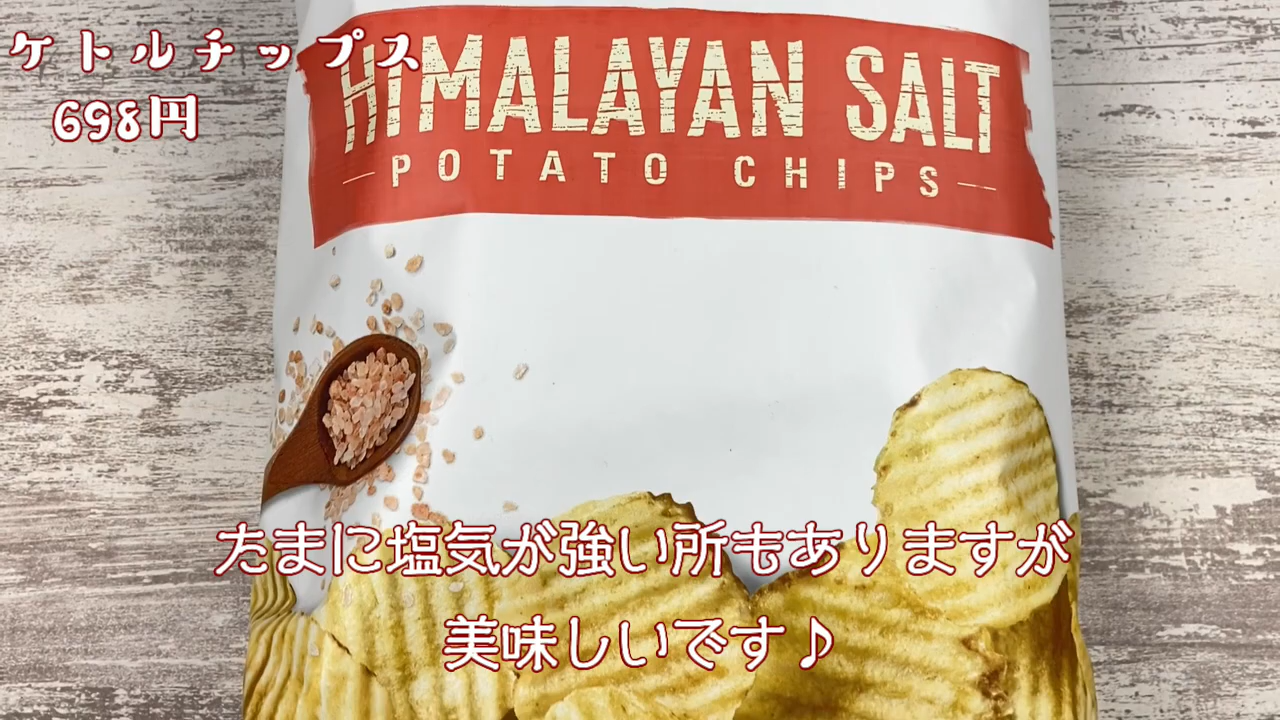 ケトルチップス
698円
HIMALAYAN SALT
POTATO CHIPS
たまに塩気が強い所もありますが
美味しいです♪